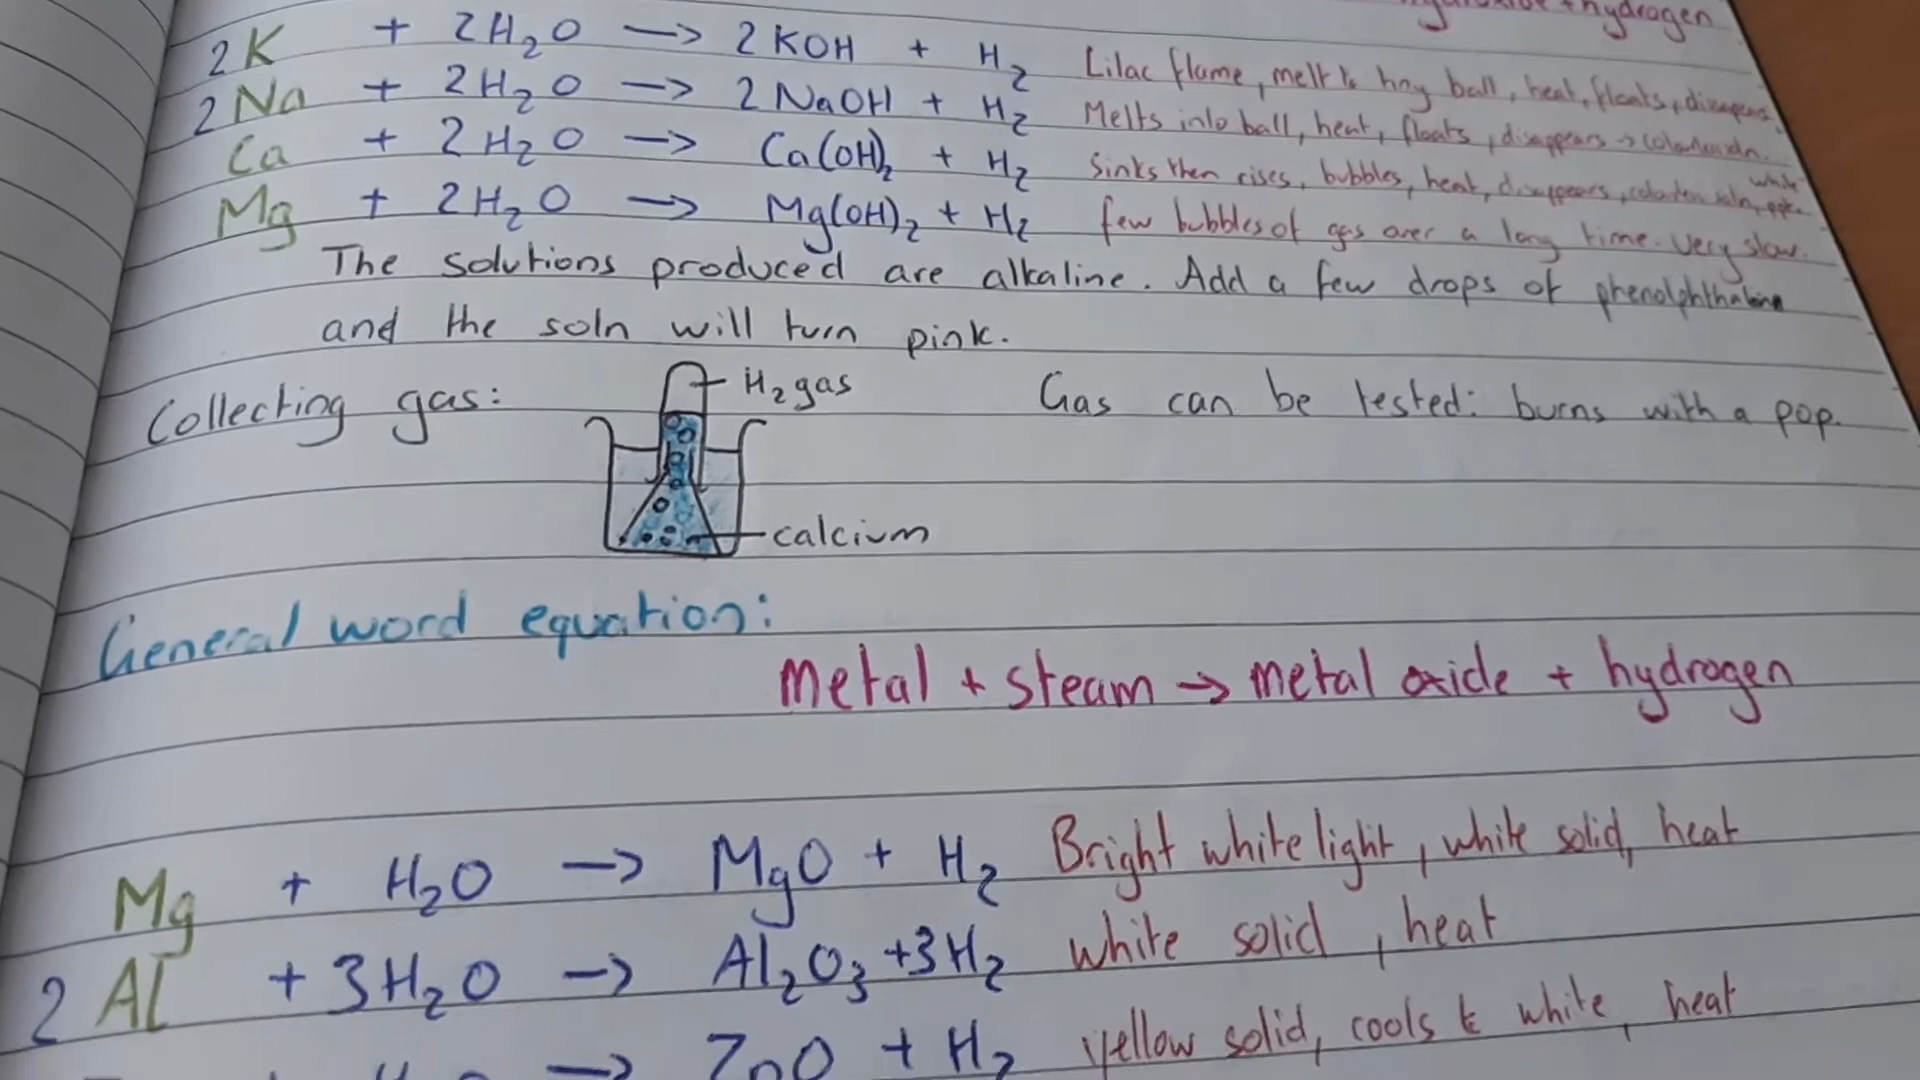 + hydrogen
2K + 2H₂O → 2KOH + H₂ Lilac flame, melt to tiny ball, heat, floats, disappears.
2Na + 2H₂O → 2NaOH + H₂ Melts into ball, heat, floats, disappears →
Ca + 2H₂O → Ca(OH)₂ + H₂ Sinks then rises, bubbles, heat, disappears, white
Mg + 2H₂O → Mg(OH)₂ + H₂ few bubbles of gas over a long time. Very slow.
The solutions produced are alkaline. Add a few drops of
and the soln will turn pink.
Collecting gas: H₂ gas Gas can be tested: burns with a pop.
calcium
General word equation:
Metal + steam → metal oxide + hydrogen
Mg + H₂O → MgO + H₂ Bright white light, white solid, heat
2Al + 3H₂O → Al₂O₃ + 3H₂ white solid, heat
→ ZnO + H₂ yellow solid, cools to white, heat